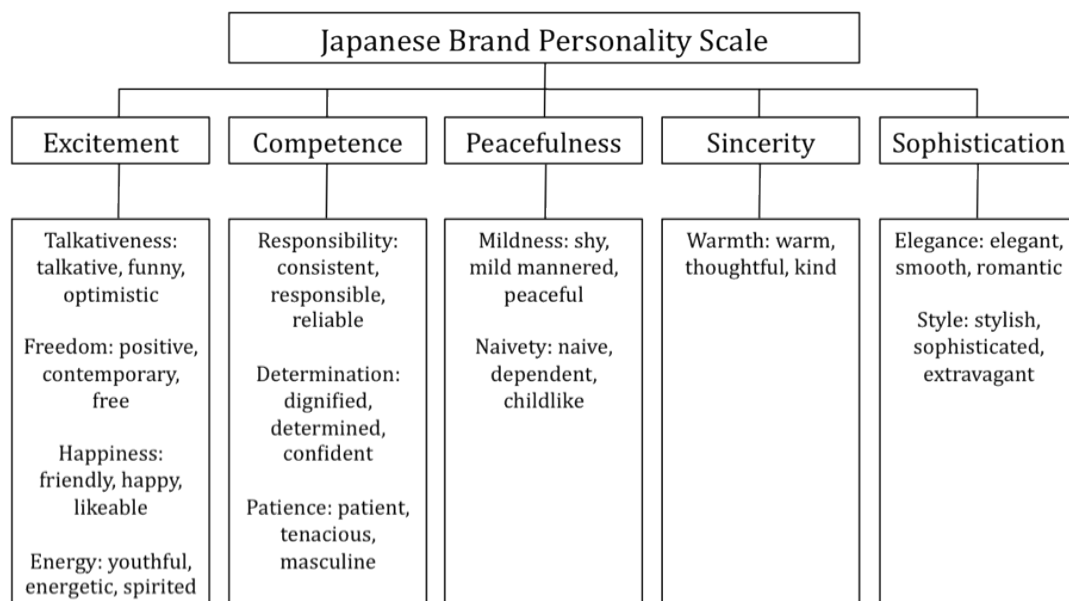 Japanese Brand Personality Scale
Excitement
Competence
Peacefulness
Sincerity
Sophistication
Talkativeness:
talkative, funny,
optimistic
Freedom: positive,
contemporary,
free
Happiness:
friendly, happy,
likeable
Energy: youthful,
energetic, spirited
Responsibility:
consistent,
responsible,
reliable
Determination:
dignified,
determined,
confident
Patience: patient,
tenacious,
masculine
Mildness: shy,
mild mannered,
peaceful
Naivety: naive,
dependent,
childlike
Warmth: warm,
thoughtful, kind
Elegance: elegant,
smooth, romantic
Style: stylish,
sophisticated,
extravagant